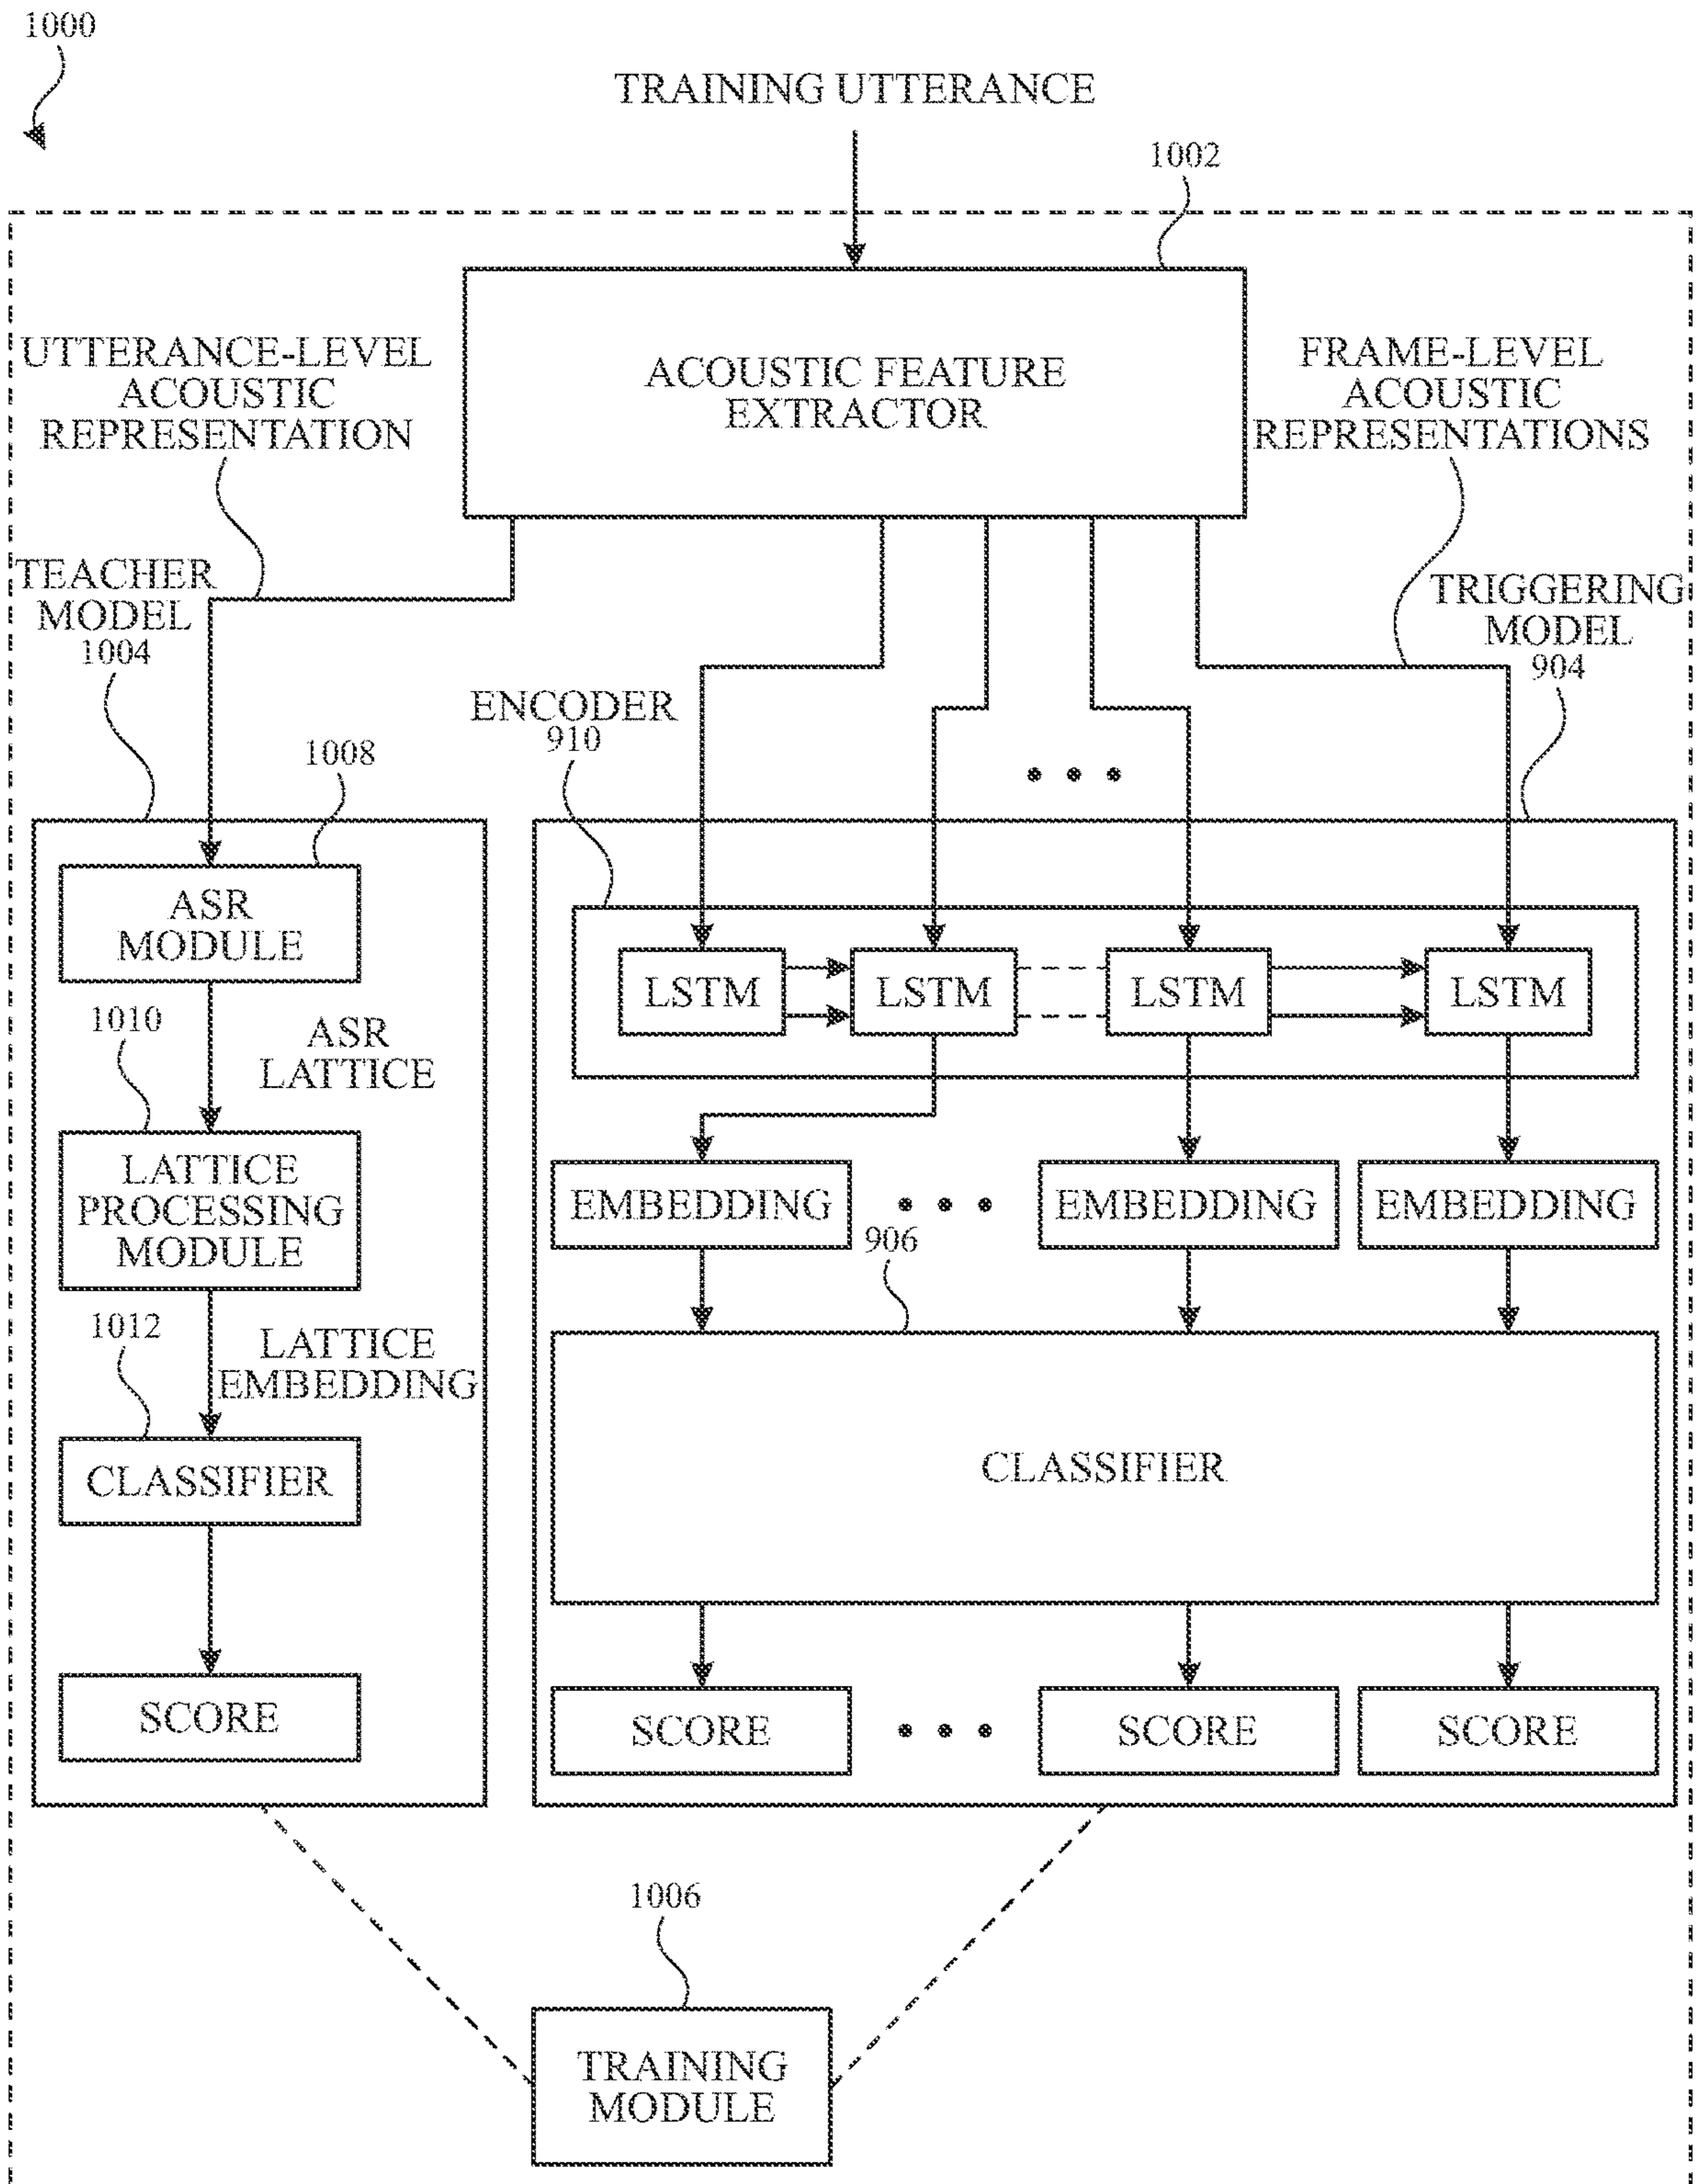 1000
TRAINING UTTERANCE
1002
UTTERANCE-LEVEL
ACOUSTIC
REPRESENTATION
ACOUSTIC FEATURE
EXTRACTOR
FRAME-LEVEL
ACOUSTIC
REPRESENTATIONS
TEACHER
MODEL
1004
TRIGGERING
MODEL
904
ENCODER
910
1008
ASR
MODULE
LSTM
LSTM
LSTM
LSTM
1010
ASR
LATTICE
LATTICE
PROCESSING
MODULE
EMBEDDING
EMBEDDING
EMBEDDING
906
1012
LATTICE
EMBEDDING
CLASSIFIER
CLASSIFIER
SCORE
SCORE
SCORE
SCORE
1006
TRAINING
MODULE